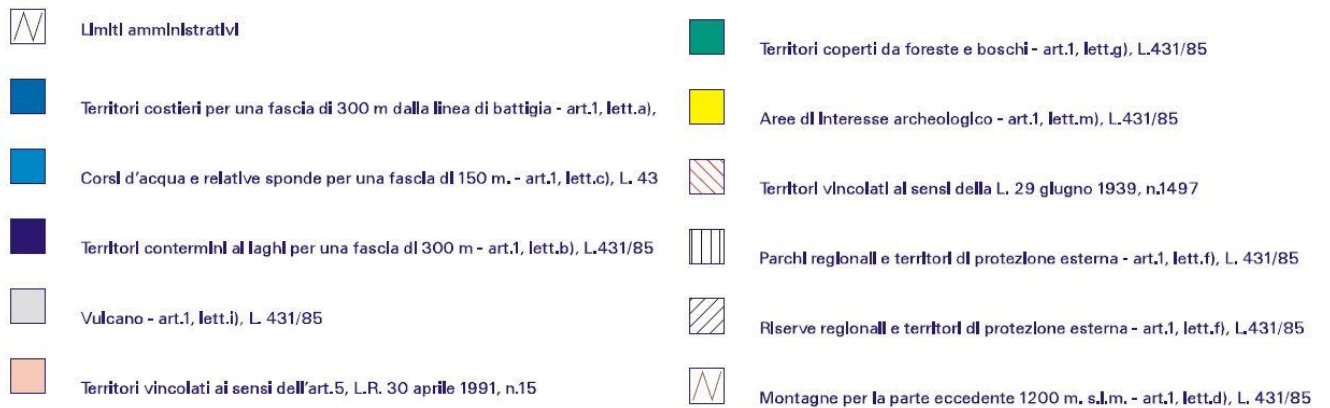 Limiti amministrativi
Territori costieri per una fascia di 300 m dalla linea di battigia - art.1, lett.a),
Corsi d'acqua e relative sponde per una fascia di 150 m. - art.1, lett.c), L. 43
Territori contermini ai laghi per una fascia di 300 m - art.1, lett.b), L.431/85
Vulcano - art.1, lett.i), L. 431/85
Territori vincolati ai sensi dell'art.5, L.R. 30 aprile 1991, n.15
Territori coperti da foreste e boschi - art.1, lett.g), L.431/85
Aree di interesse archeologico - art.1, lett.m), L.431/85
Territori vincolati ai sensi della L. 29 giugno 1939, n.1497
Parchi regionali e territori di protezione esterna - art.1, lett.f), L. 431/85
Riserve regionali e territori di protezione esterna - art.1, lett.f), L.431/85
Montagne per la parte eccedente 1200 m. s.l.m. - art.1, lett.d), L. 431/85